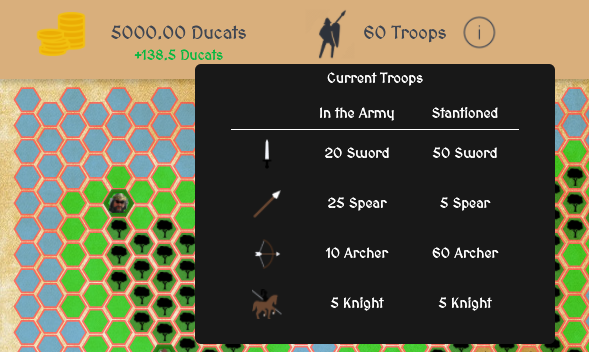 5000.00 Ducats
60 Troops
i
+138.5 Ducats
Current Troops
In the Army
Stantioned
20 Sword
50 Sword
25 Spear
5 Spear
10 Archer
60 Archer
5 Knight
5 Knight